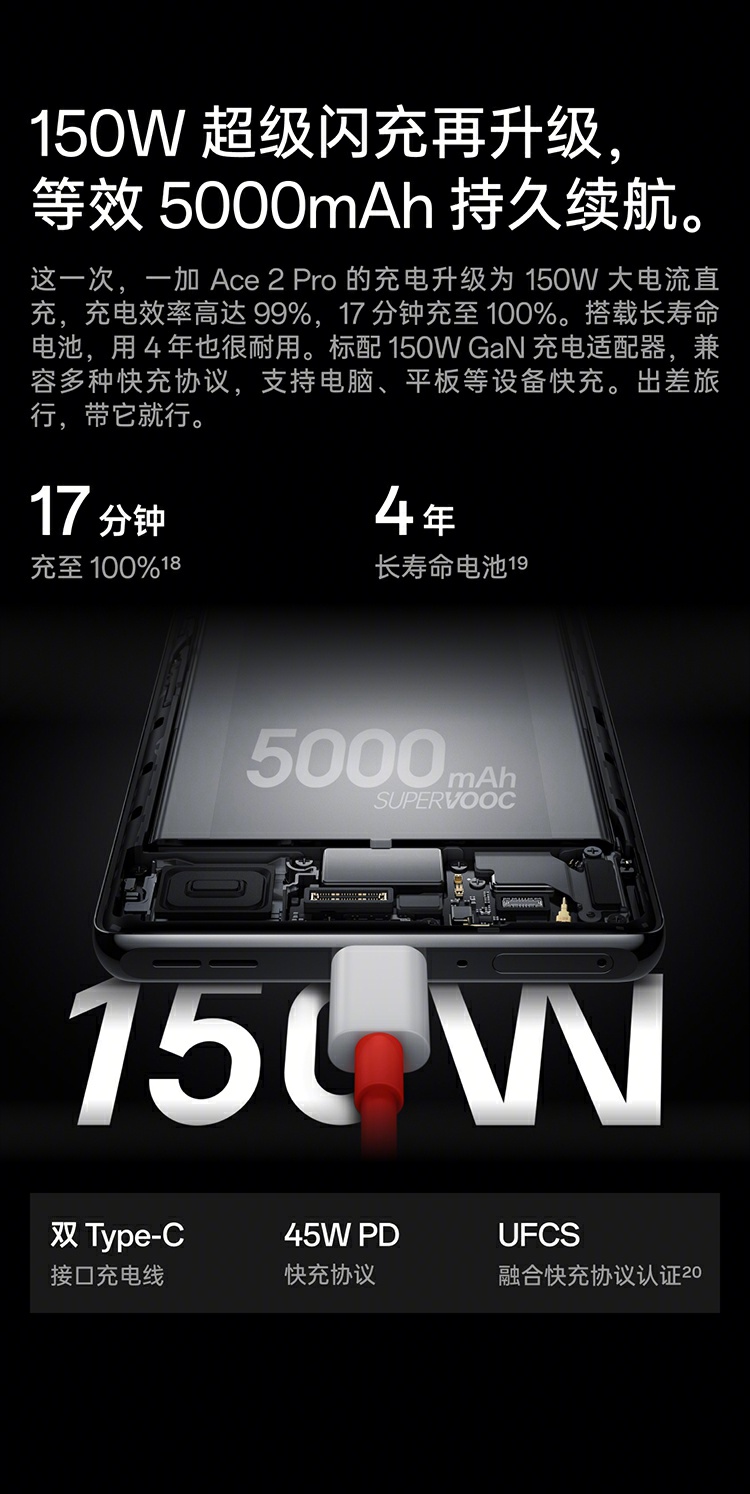 150W 超级闪充再升级，
等效 5000mAh 持久续航。
这一次，一加 Ace 2 Pro 的充电升级为 150W 大电流直
充，充电效率高达 99%，17 分钟充至 100%。搭载长寿命
电池，用 4 年也很耐用。标配 150W GaN 充电适配器，兼
容多种快充协议，支持电脑、平板等设备快充。出差旅
行，带它就行。
17 分钟
充至 100%¹⁸
4 年
长寿命电池¹⁹
5000 mAh
SUPERVOOC
150W
双 Type-C
接口充电线
45W PD
快充协议
UFCS
融合快充协议认证²⁰